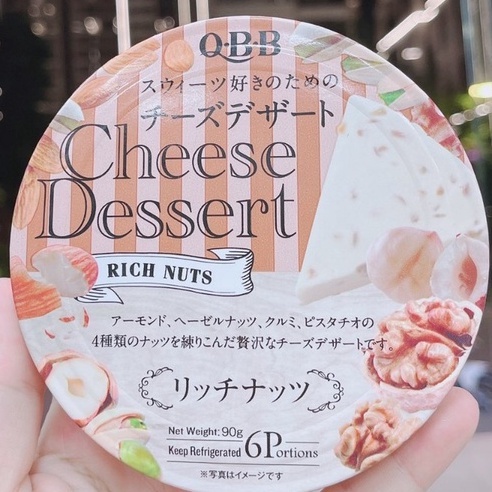 Q·B·B
スウィーツ好きのための
チーズデザート
Cheese
Dessert
RICH NUTS
アーモンド、ヘーゼルナッツ、クルミ、ピスタチオの
4種類のナッツを練りこんだ贅沢なチーズデザートです。
リッチナッツ
Net Weight: 90g
Keep Refrigerated 6Portions
※写真はイメージです